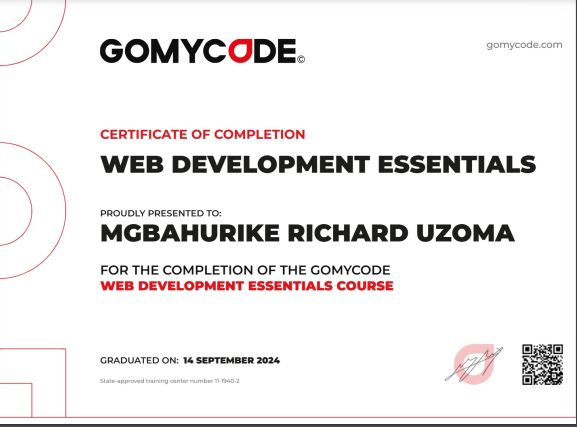 GOMYCODE©
gomycode.com
CERTIFICATE OF COMPLETION
WEB DEVELOPMENT ESSENTIALS
PROUDLY PRESENTED TO:
MGBAHURIKE RICHARD UZOMA
FOR THE COMPLETION OF THE GOMYCODE
WEB DEVELOPMENT ESSENTIALS COURSE
GRADUATED ON: 14 SEPTEMBER 2024
State-approved training center number 11-1940-2